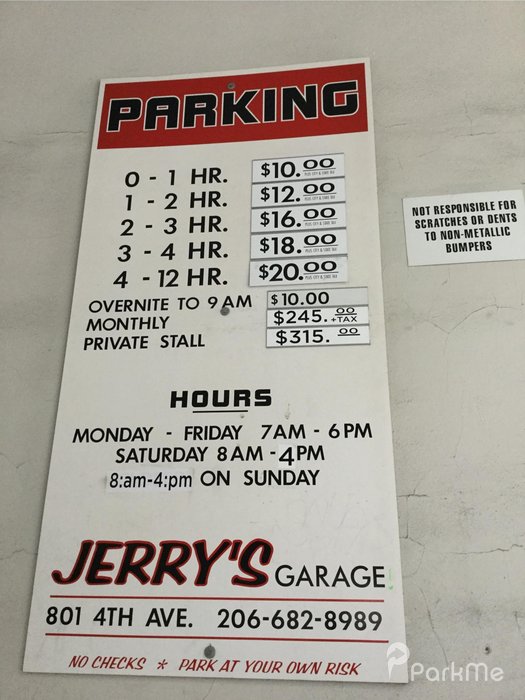 PARKING
0 - 1 HR. $10.00
1 - 2 HR. $12.00
2 - 3 HR. $16.00
3 - 4 HR. $18.00
4 - 12 HR. $20.00
OVERNITE TO 9 AM $10.00
MONTHLY $245.00 +TAX
PRIVATE STALL $315.00
HOURS
MONDAY - FRIDAY 7AM - 6PM
SATURDAY 8AM - 4PM
8:am-4:pm ON SUNDAY
JERRY'S GARAGE
801 4TH AVE. 206-682-8989
NO CHECKS * PARK AT YOUR OWN RISK
NOT RESPONSIBLE FOR
SCRATCHES OR DENTS
TO NON-METALLIC
BUMPERS
ParkMe